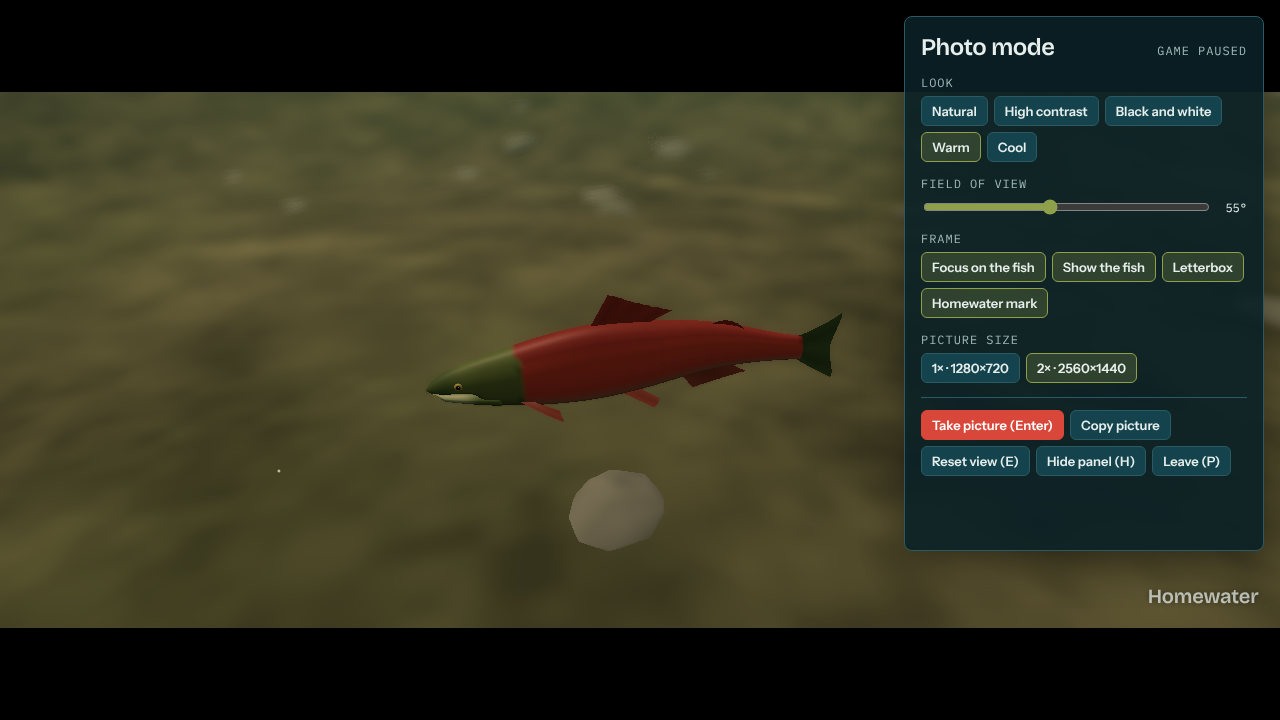 Photo mode
GAME PAUSED
LOOK
Natural
High contrast
Black and white
Warm
Cool
FIELD OF VIEW
55°
FRAME
Focus on the fish
Show the fish
Letterbox
Homewater mark
PICTURE SIZE
1× · 1280×720
2× · 2560×1440
Take picture (Enter)
Copy picture
Reset view (E)
Hide panel (H)
Leave (P)
Homewater